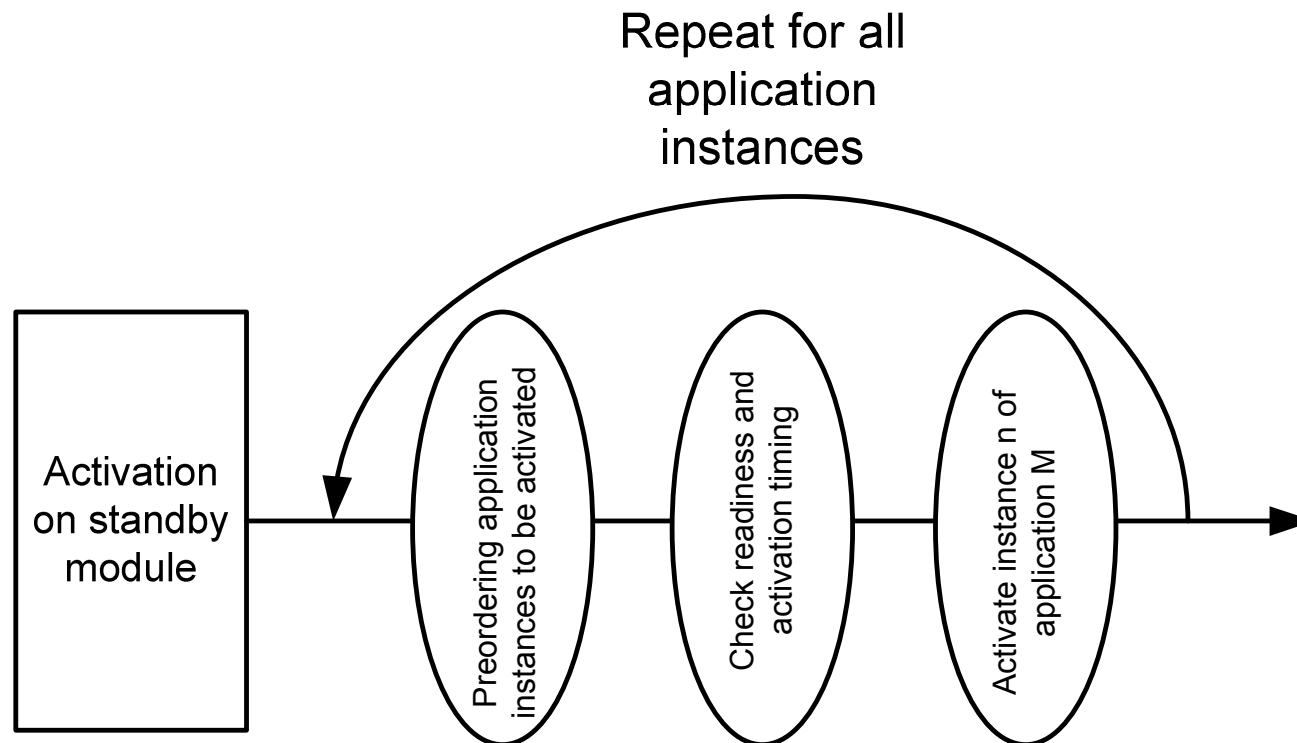 Repeat for all
application
instances
Activation
on standby
module
Preordering application
instances to be activated
Check readiness and
activation timing
Activate instance n of
application M